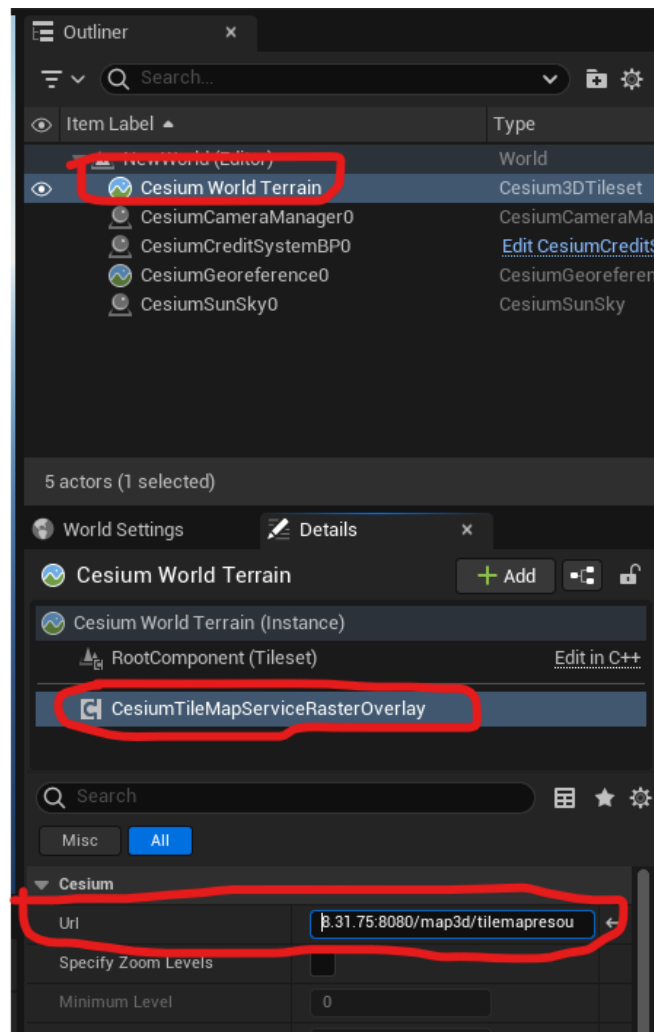 Outliner
Search...
Item Label Type
NewWorld (Editor) World
Cesium World Terrain Cesium3DTileset
CesiumCameraManager0 CesiumCameraMa
CesiumCreditSystemBP0 Edit CesiumCreditS
CesiumGeoreference0 CesiumGeoreferen
CesiumSunSky0 CesiumSunSky
5 actors (1 selected)
World Settings Details
Cesium World Terrain + Add
Cesium World Terrain (Instance)
RootComponent (Tileset) Edit in C++
CesiumTileMapServiceRasterOverlay
Search
Misc All
Cesium
Url 8.31.75:8080/map3d/tilemapresou
Specify Zoom Levels
Minimum Level 0